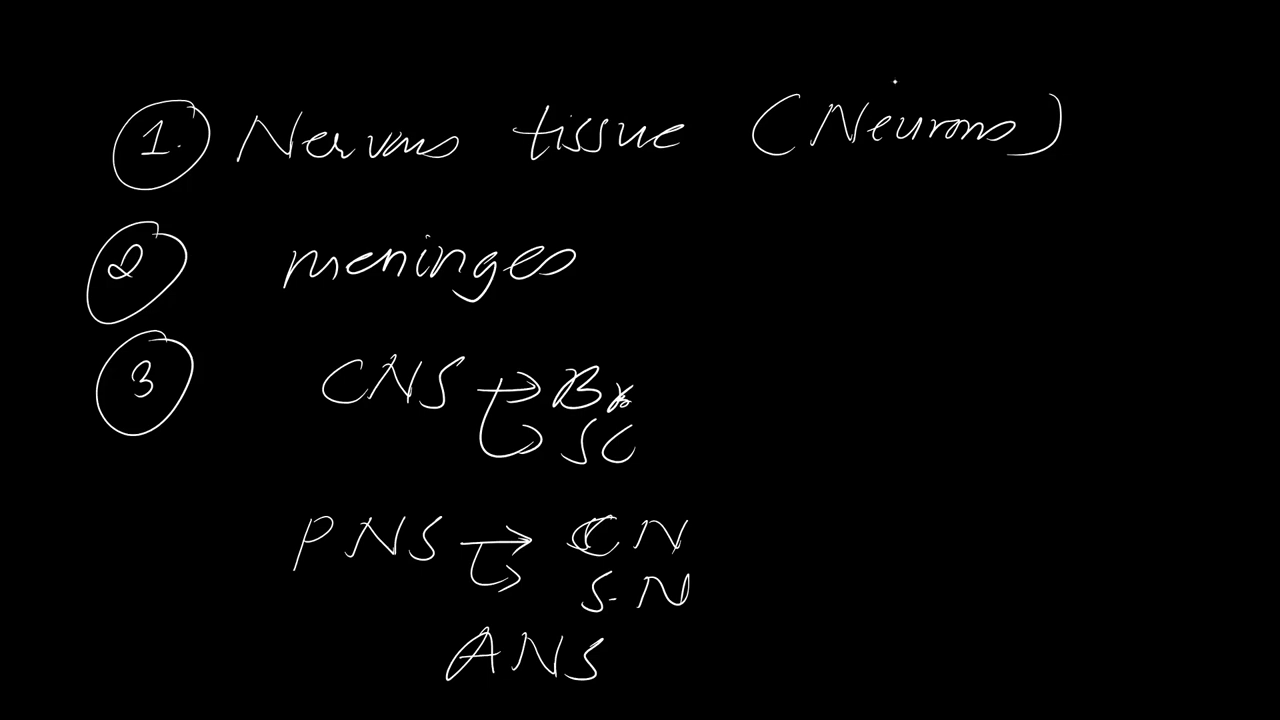 1. Nervous tissue (Neurons)
2 meninges
3 CNS → Br
SC
PNS → CN
S.N
ANS